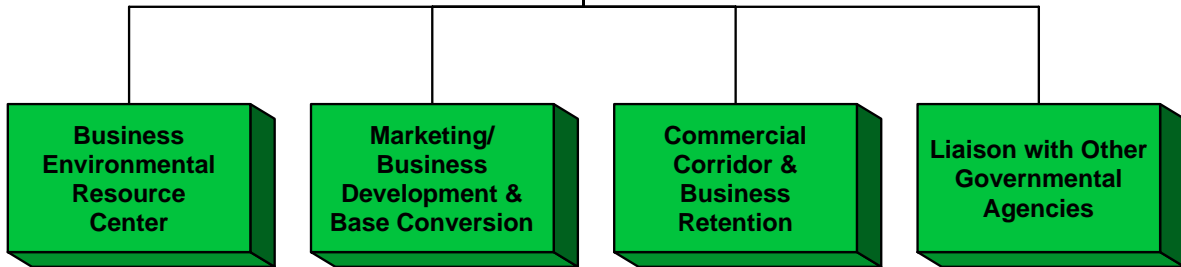 Business
Environmental
Resource
Center
Marketing/
Business
Development &
Base Conversion
Commercial
Corridor &
Business
Retention
Liaison with Other
Governmental
Agencies